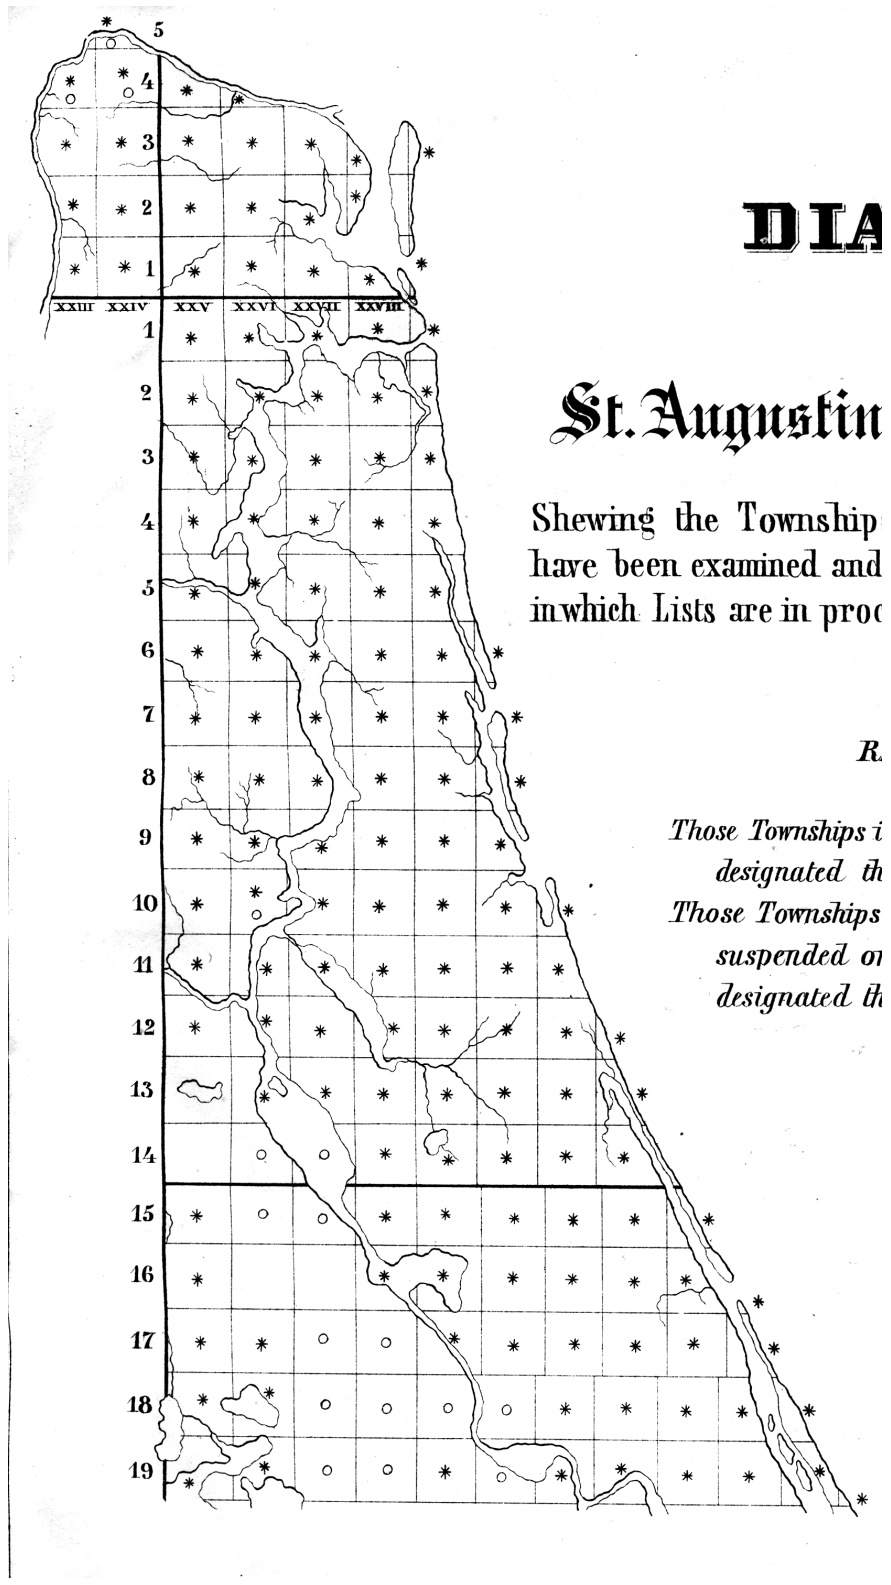 5
4
3
2
1
XXIII XXIV XXV XXVI XXVII XXVIII
1
2
3
4
5
6
7
8
9
10
11
12
13
14
15
16
17
18
19
DIA
St. Augustin
Shewing the Township
have been examined and
in which Lists are in proc
R
Those Townships i
designated th
Those Townships
suspended or
designated th